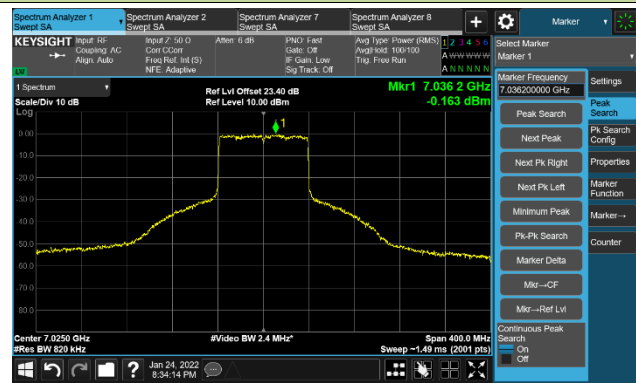 Spectrum Analyzer 1
Swept SA
Spectrum Analyzer 2
Swept SA
Spectrum Analyzer 7
Swept SA
Spectrum Analyzer 8
Swept SA
+
Marker
KEYSIGHT
Input: RF
Coupling: AC
Align: Auto
Input Z: 50 Ω
Corr CCorr
Freq Ref: Int (S)
NFE: Adaptive
Atten: 6 dB
PNO: Fast
Gate: Off
IF Gain: Low
Sig Track: Off
Avg Type: Power (RMS)
Avg|Hold: 100/100
Trig: Free Run
1 2 3 4 5 6
A W W W W W
A N N N N N
LVI
Select Marker
Marker 1
1 Spectrum
Scale/Div 10 dB
Log
Ref Lvl Offset 23.40 dB
Ref Level 10.00 dBm
Mkr1 7.036 2 GHz
-0.163 dBm
1
0.00
-10.0
-20.0
-30.0
-40.0
-50.0
-60.0
-70.0
-80.0
Center 7.0250 GHz
#Res BW 820 kHz
#Video BW 2.4 MHz*
Span 400.0 MHz
Sweep ~1.49 ms (2001 pts)
Marker Frequency
7.036200000 GHz
Peak Search
Next Peak
Next Pk Right
Next Pk Left
Minimum Peak
Pk-Pk Search
Marker Delta
Mkr→CF
Mkr→Ref Lvl
Continuous Peak
Search
On
Off
Settings
Peak
Search
Pk Search
Config
Properties
Marker
Function
Marker→
Counter
?
Jan 24, 2022
8:34:14 PM